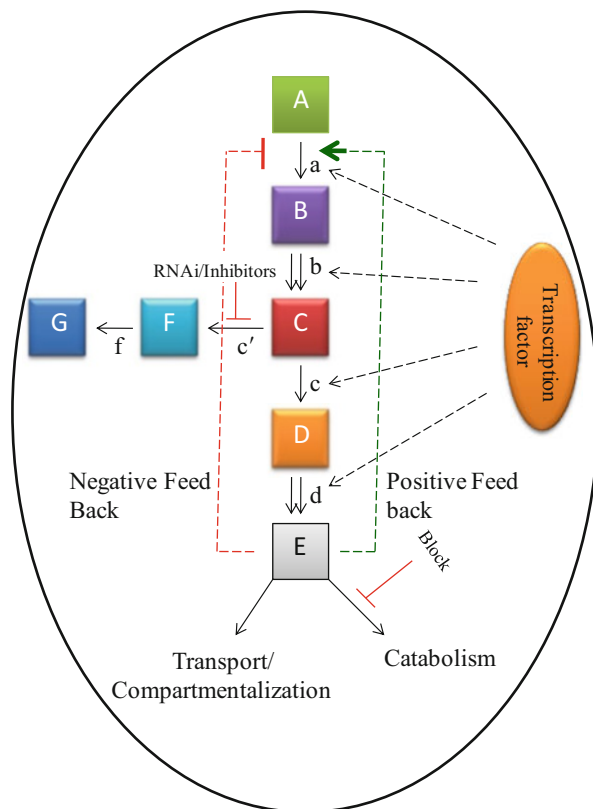 A
a
B
RNAi/Inhibitors
b
G
F
C
f
c′
c
Transcription
factor
D
Negative Feed
Back
d
Positive Feed
back
E
Block
Transport/
Compartmentalization
Catabolism